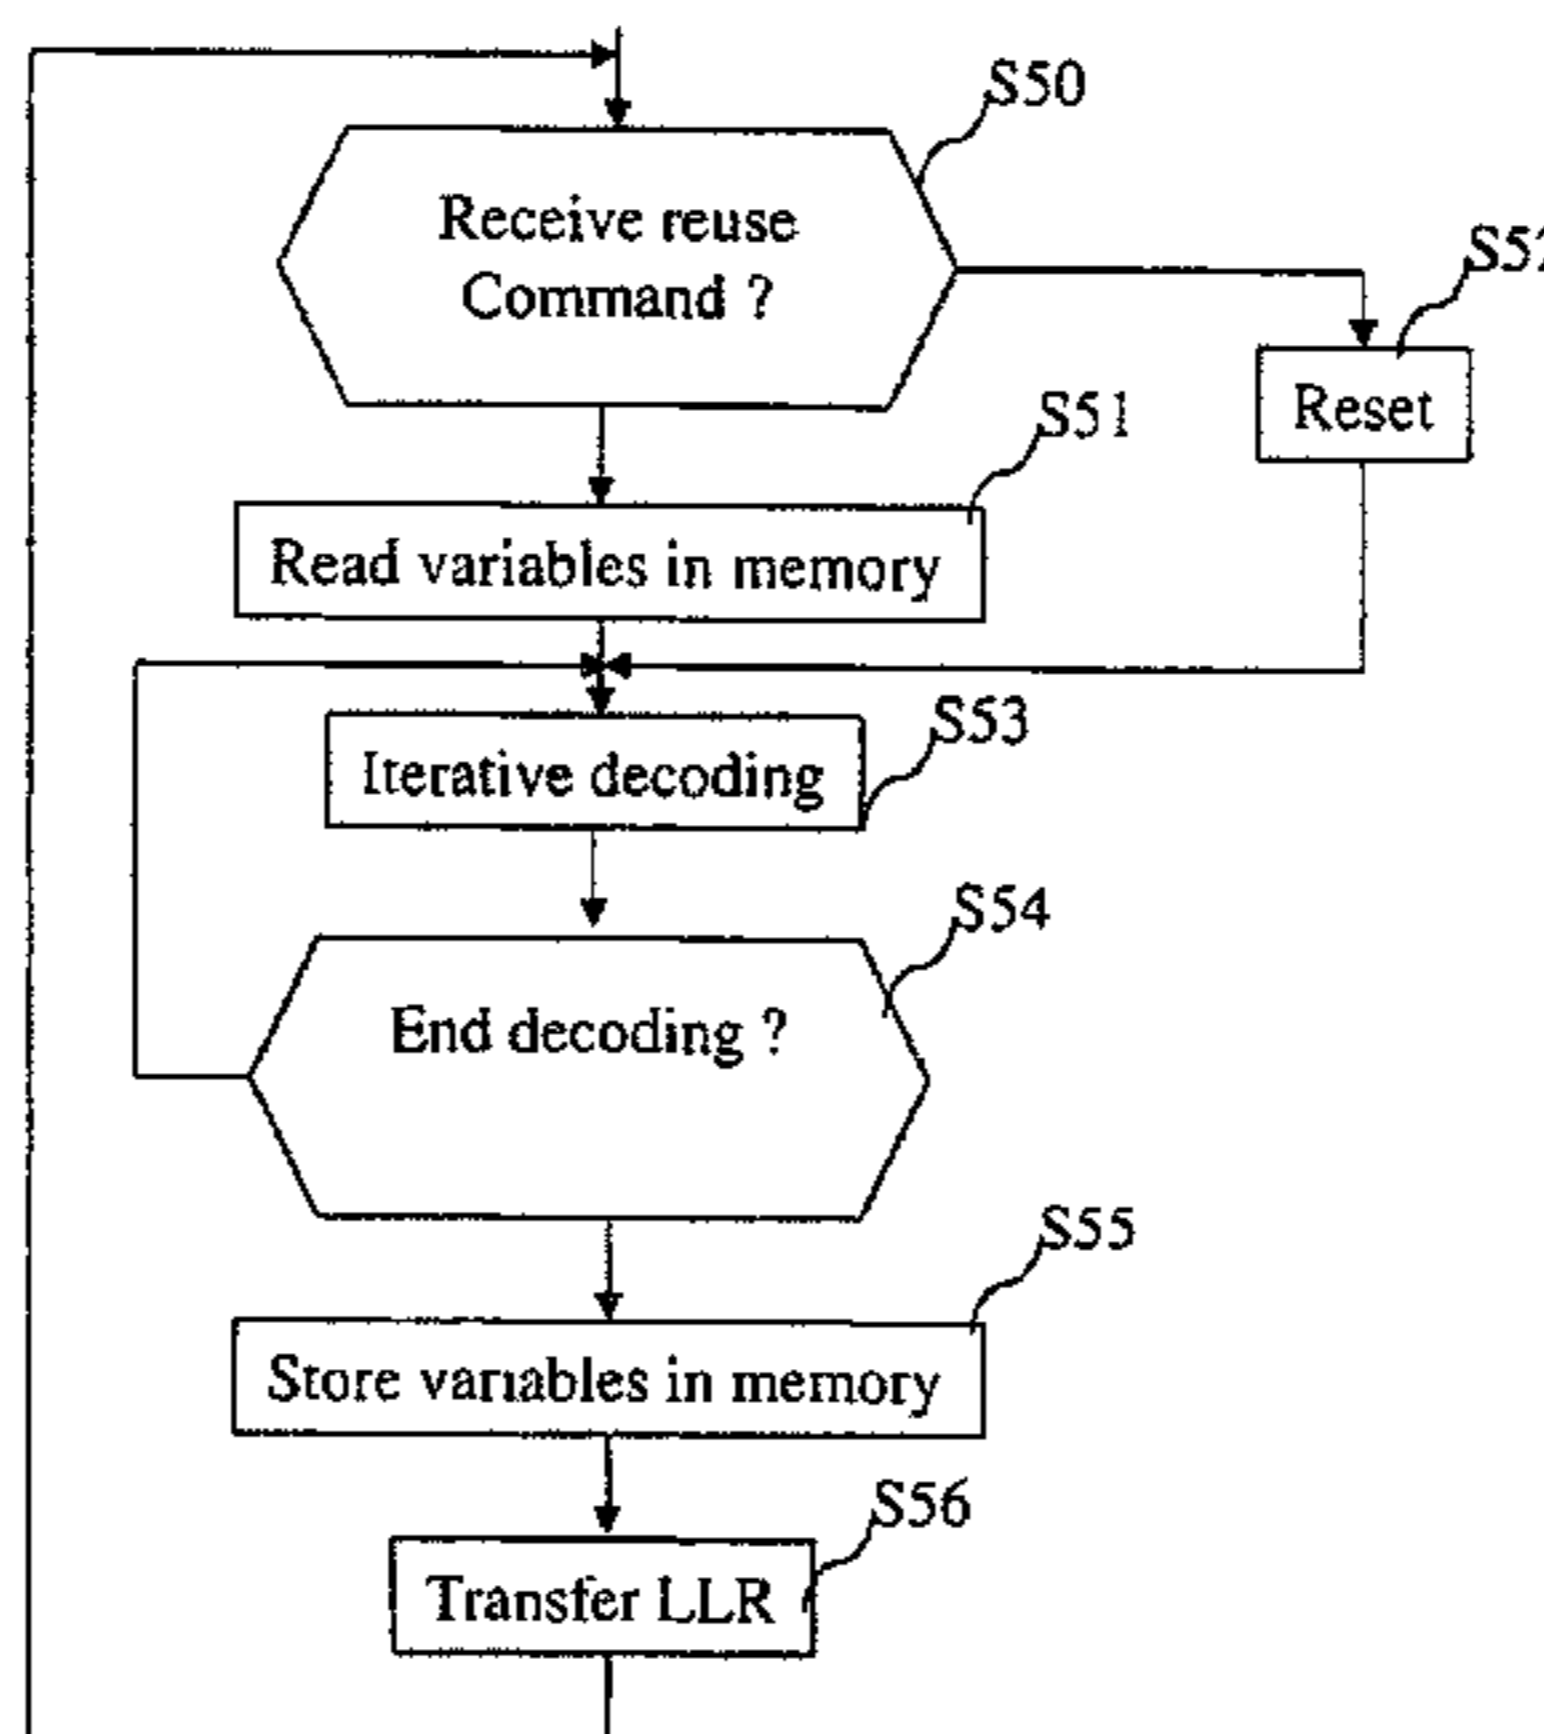 S50
Receive reuse
Command ?
S52
Reset
S51
Read variables in memory
Iterative decoding
S53
End decoding ?
S54
S55
Store variables in memory
S56
Transfer LLR